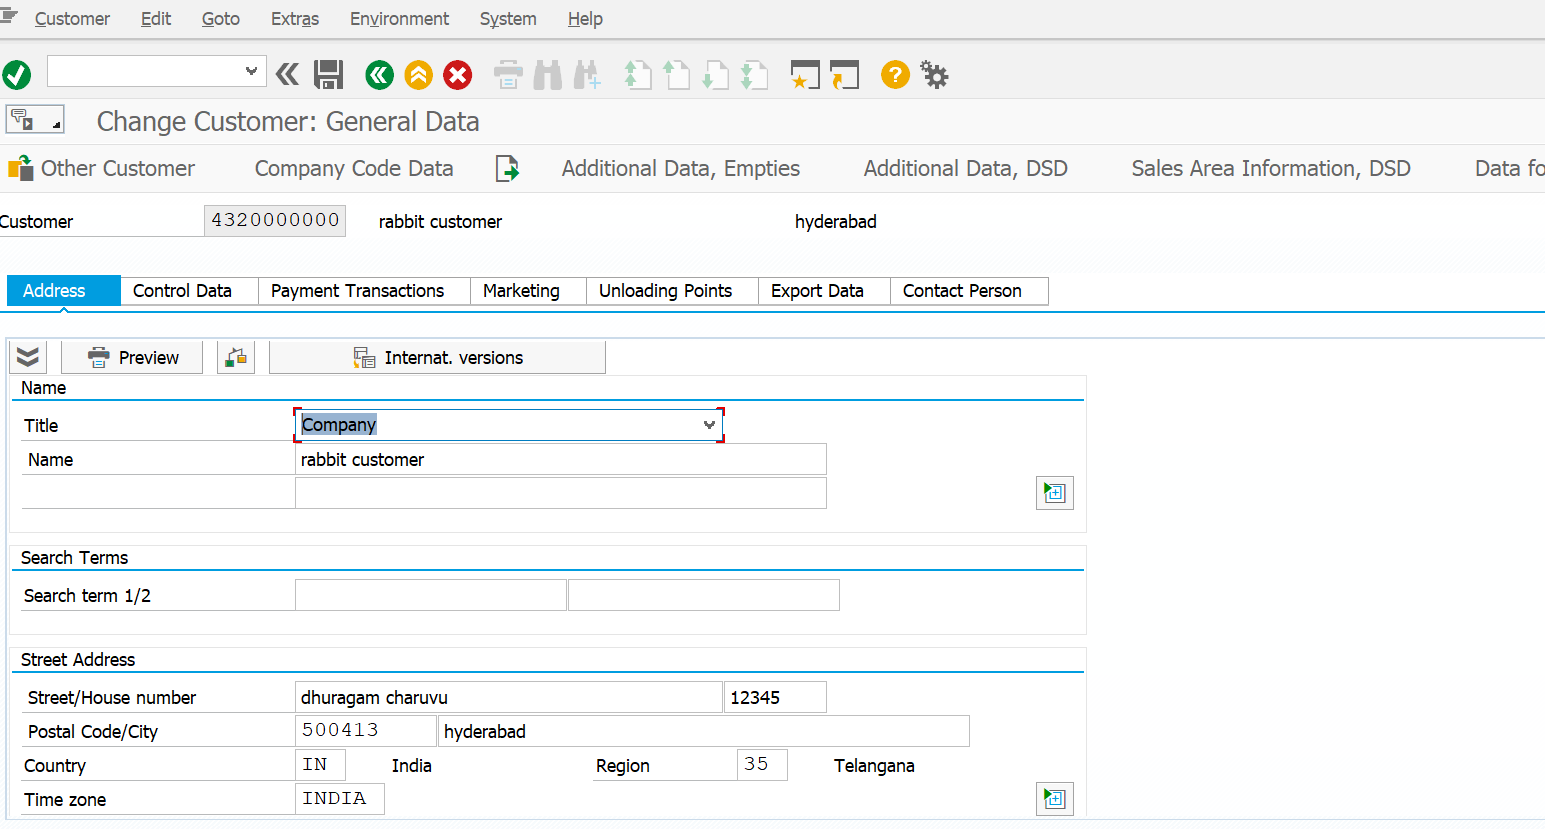 Customer Edit Goto Extras Environment System Help
Change Customer: General Data
Other Customer Company Code Data Additional Data, Empties Additional Data, DSD Sales Area Information, DSD Data fo
Customer 4320000000 rabbit customer hyderabad
Address Control Data Payment Transactions Marketing Unloading Points Export Data Contact Person
Preview Internat. versions
Name
Title Company
Name rabbit customer
Search Terms
Search term 1/2
Street Address
Street/House number dhuragam charuvu 12345
Postal Code/City 500413 hyderabad
Country IN India Region 35 Telangana
Time zone INDIA